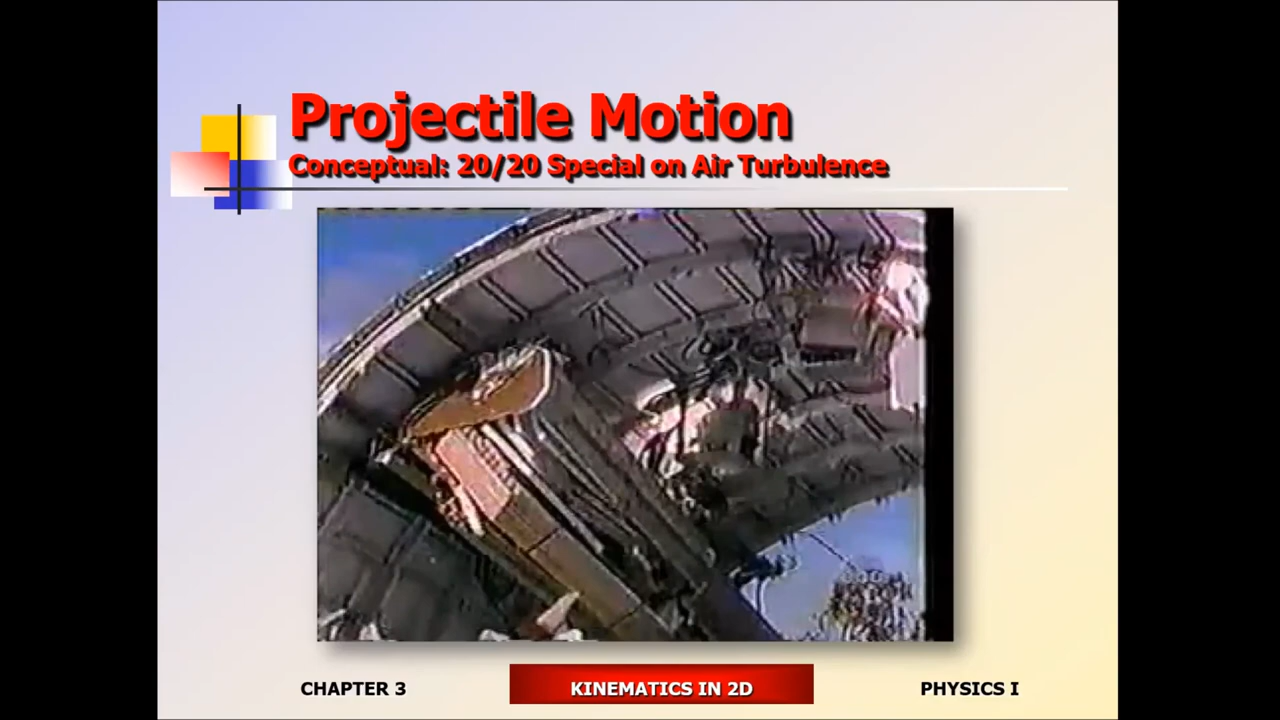 Projectile Motion
Conceptual: 20/20 Special on Air Turbulence
CHAPTER 3
KINEMATICS IN 2D
PHYSICS I